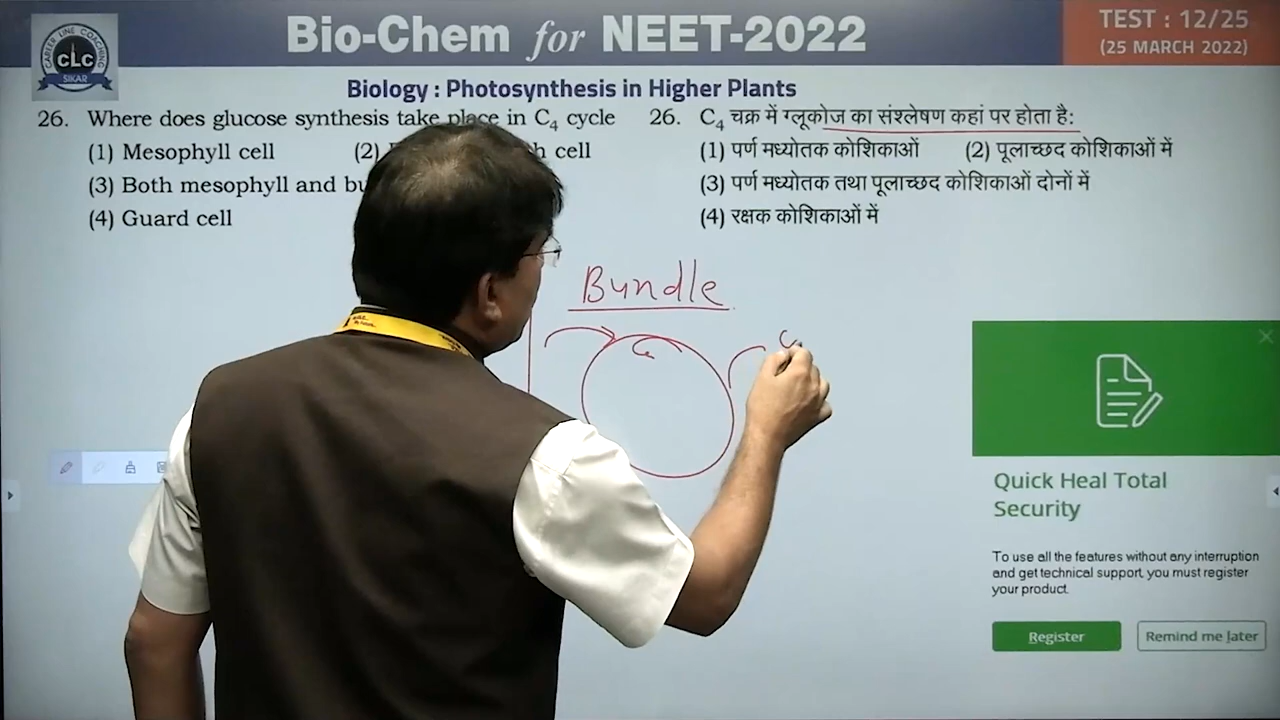 Bio-Chem for NEET-2022
TEST : 12/25
(25 MARCH 2022)
CAREER LINE COACHING
CLC
SIKAR
Biology : Photosynthesis in Higher Plants
26. Where does glucose synthesis take place in C4 cycle
(1) Mesophyll cell (2) h cell
(3) Both mesophyll and bu
(4) Guard cell
26. C4 चक्र में ग्लूकोज का संश्लेषण कहां पर होता है:
(1) पर्ण मध्योतक कोशिकाओं (2) पूलाच्छद कोशिकाओं में
(3) पर्ण मध्योतक तथा पूलाच्छद कोशिकाओं दोनों में
(4) रक्षक कोशिकाओं में
Bundle
Quick Heal Total
Security
To use all the features without any interruption
and get technical support, you must register
your product.
Register
Remind me later